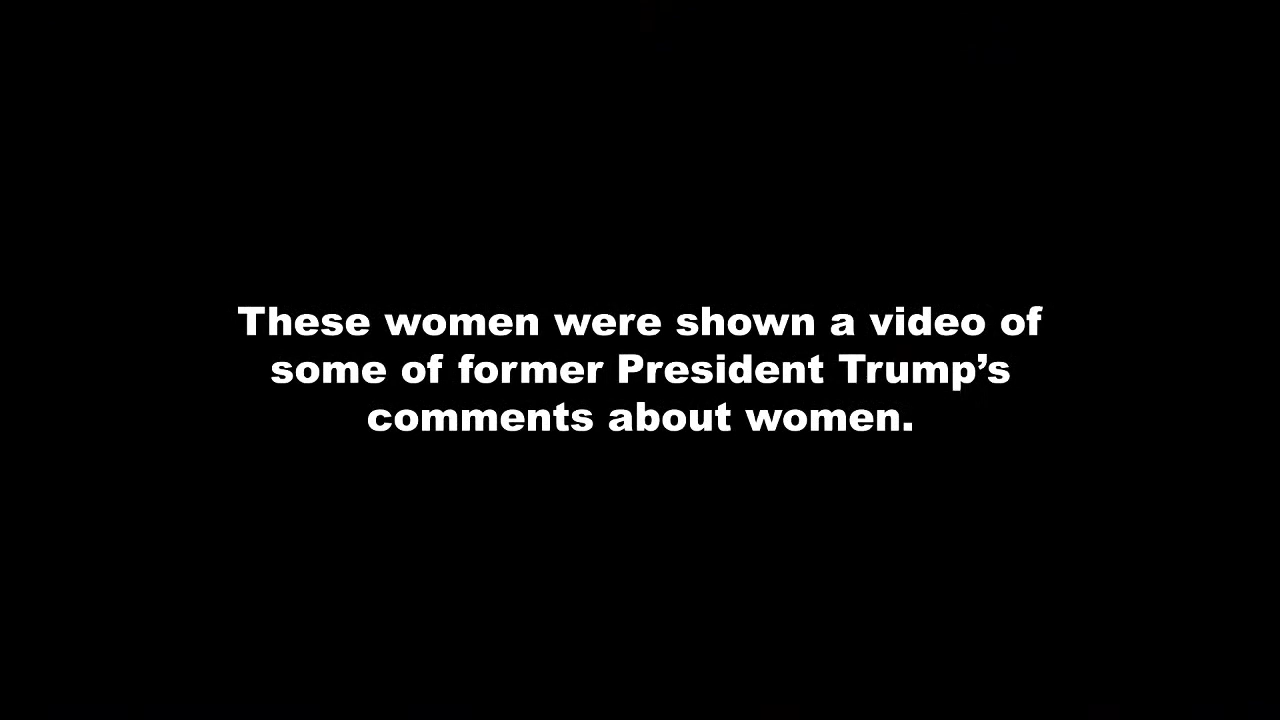 These women were shown a video of
some of former President Trump’s
comments about women.